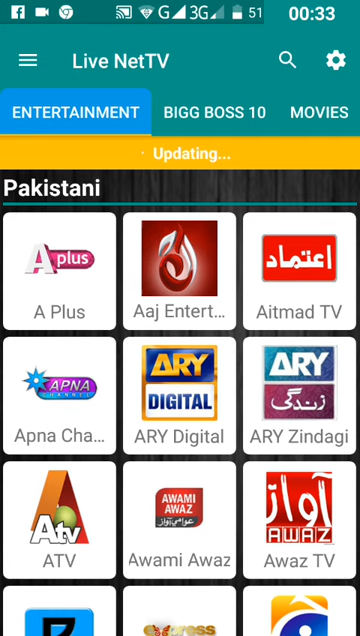 G 3G 51 00:33
Live NetTV
ENTERTAINMENT BIGG BOSS 10 MOVIES
Updating...
Pakistani
A plus
اعتماد
A Plus Aaj Entert... Aitmad TV
APNA CHANNEL ARY DIGITAL ARY زندگی
Apna Cha... ARY Digital ARY Zindagi
Atv AWAMI AWAZ عوامی آواز آواز AWAZ
ATV Awami Awaz Awaz TV
express